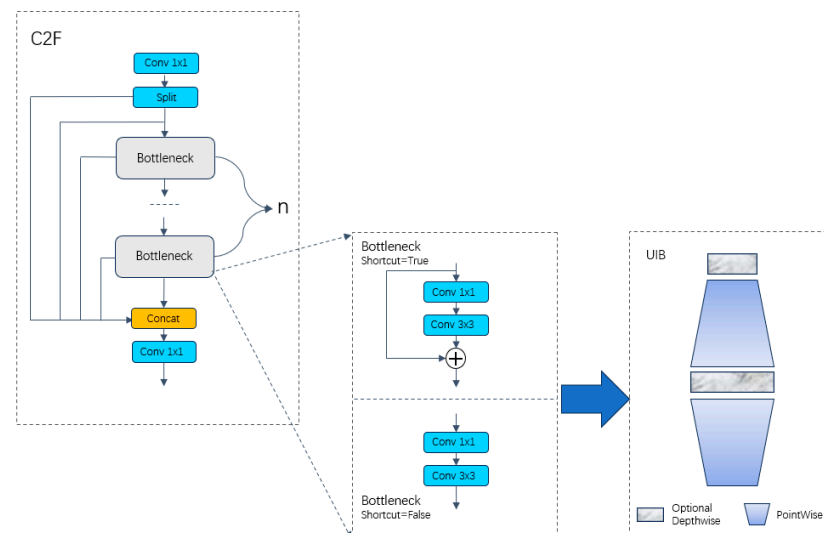 C2F
Conv 1x1
Split
Bottleneck
n
Bottleneck
Concat
Conv 1x1
Bottleneck
Shortcut=True
Conv 1x1
Conv 3x3
Conv 1x1
Conv 3x3
Bottleneck
Shortcut=False
UIB
Optional
Depthwise
PointWise